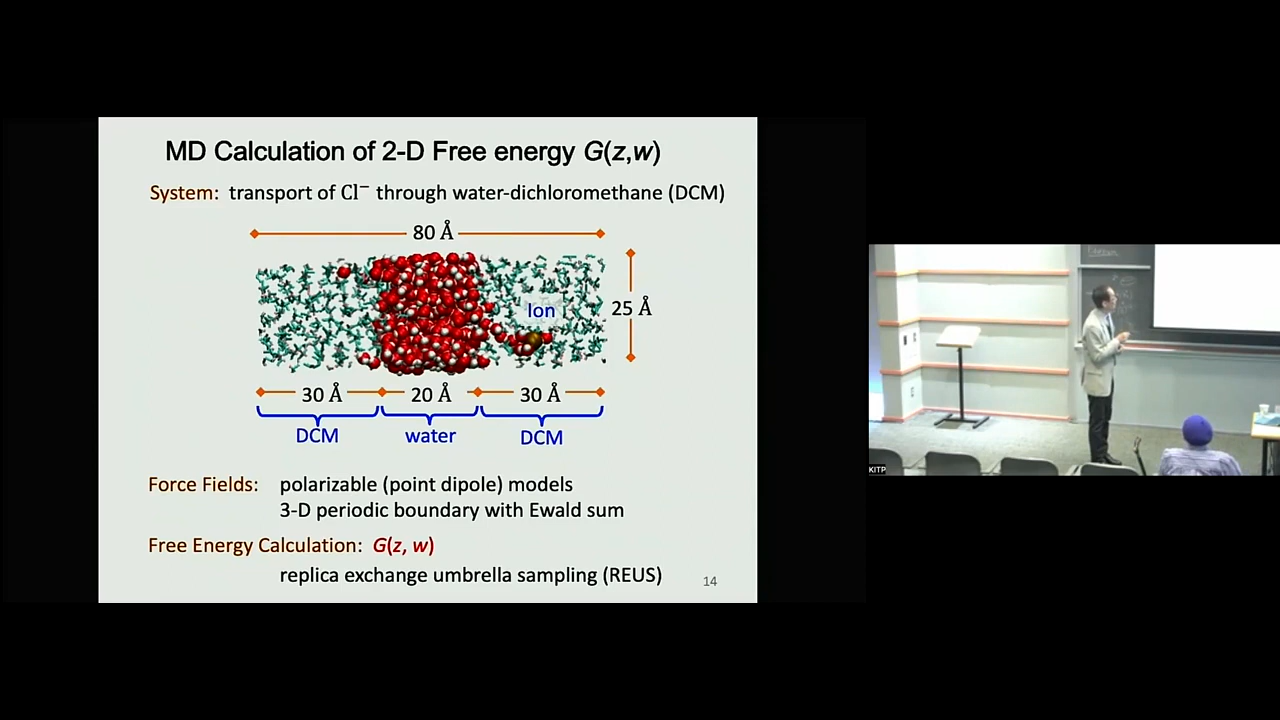 MD Calculation of 2-D Free energy G(z,w)
System: transport of Cl⁻ through water-dichloromethane (DCM)
80 Å
Ion
25 Å
30 Å 20 Å 30 Å
DCM water DCM
Force Fields: polarizable (point dipole) models
3-D periodic boundary with Ewald sum
Free Energy Calculation: G(z, w)
replica exchange umbrella sampling (REUS)
14
KITP